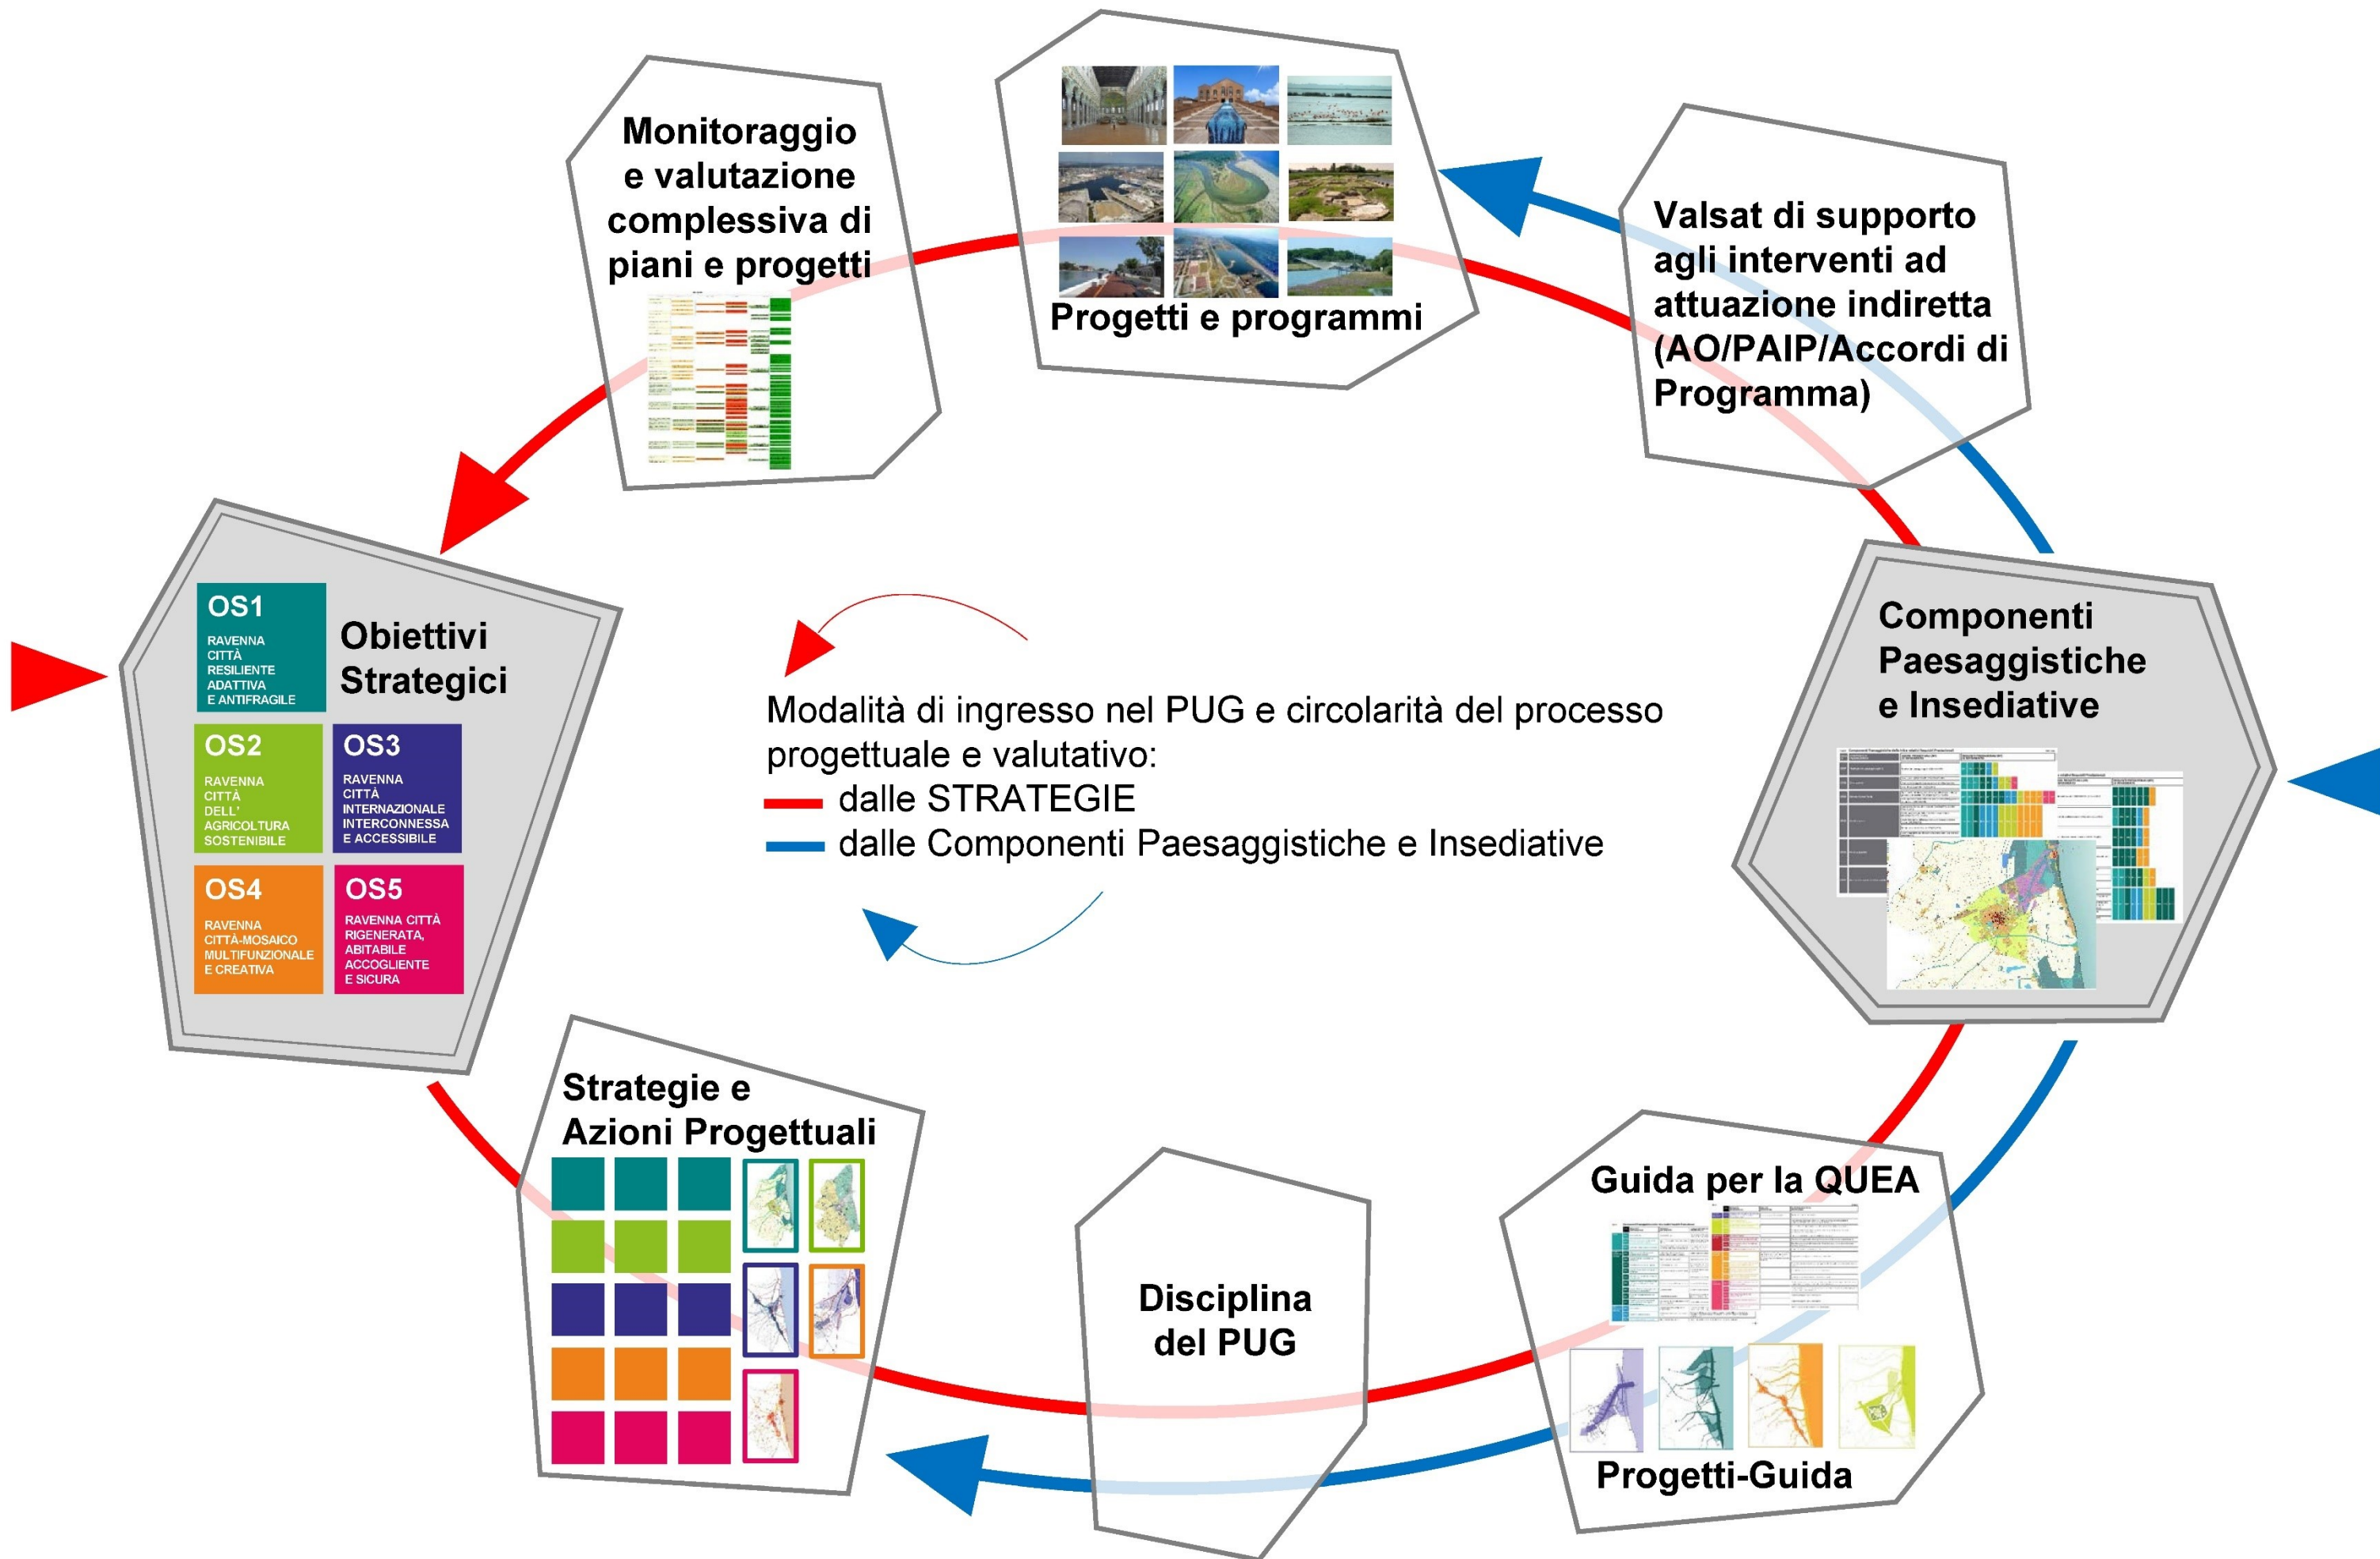 Monitoraggio
e valutazione
complessiva di
piani e progetti
Progetti e programmi
Valsat di supporto
agli interventi ad
attuazione indiretta
(AO/PAIP/Accordi di
Programma)
OS1
RAVENNA
CITTÀ
RESILIENTE
ADATTIVA
E ANTIFRAGILE
Obiettivi
Strategici
OS2
RAVENNA
CITTÀ
DELL'
AGRICOLTURA
SOSTENIBILE
OS3
RAVENNA
CITTÀ
INTERNAZIONALE
INTERCONNESSA
E ACCESSIBILE
OS4
RAVENNA
CITTÀ-MOSAICO
MULTIFUNZIONALE
E CREATIVA
OS5
RAVENNA CITTÀ
RIGENERATA,
ABITABILE
ACCOGLIENTE
E SICURA
Modalità di ingresso nel PUG e circolarità del processo
progettuale e valutativo:
dalle STRATEGIE
dalle Componenti Paesaggistiche e Insediative
Componenti
Paesaggistiche
e Insediative
Strategie e
Azioni Progettuali
Disciplina
del PUG
Guida per la QUEA
Progetti-Guida